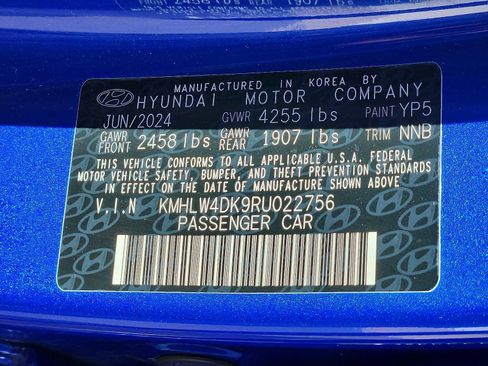 MANUFACTURED IN KOREA BY
HYUNDAI MOTOR COMPANY
JUN/2024 GVWR 4255 lbs PAINT YP5
GAWR FRONT 2458 lbs GAWR REAR 1907 lbs TRIM NNB
THIS VEHICLE CONFORMS TO ALL APPLICABLE U.S.A. FEDERAL
MOTOR VEHICLE SAFETY, BUMPER, AND THEFT PREVENTION STANDARDS
IN EFFECT ON THE DATE OF MANUFACTURE SHOWN ABOVE.
V.I.N KMHLW4DK9RU022756
PASSENGER CAR